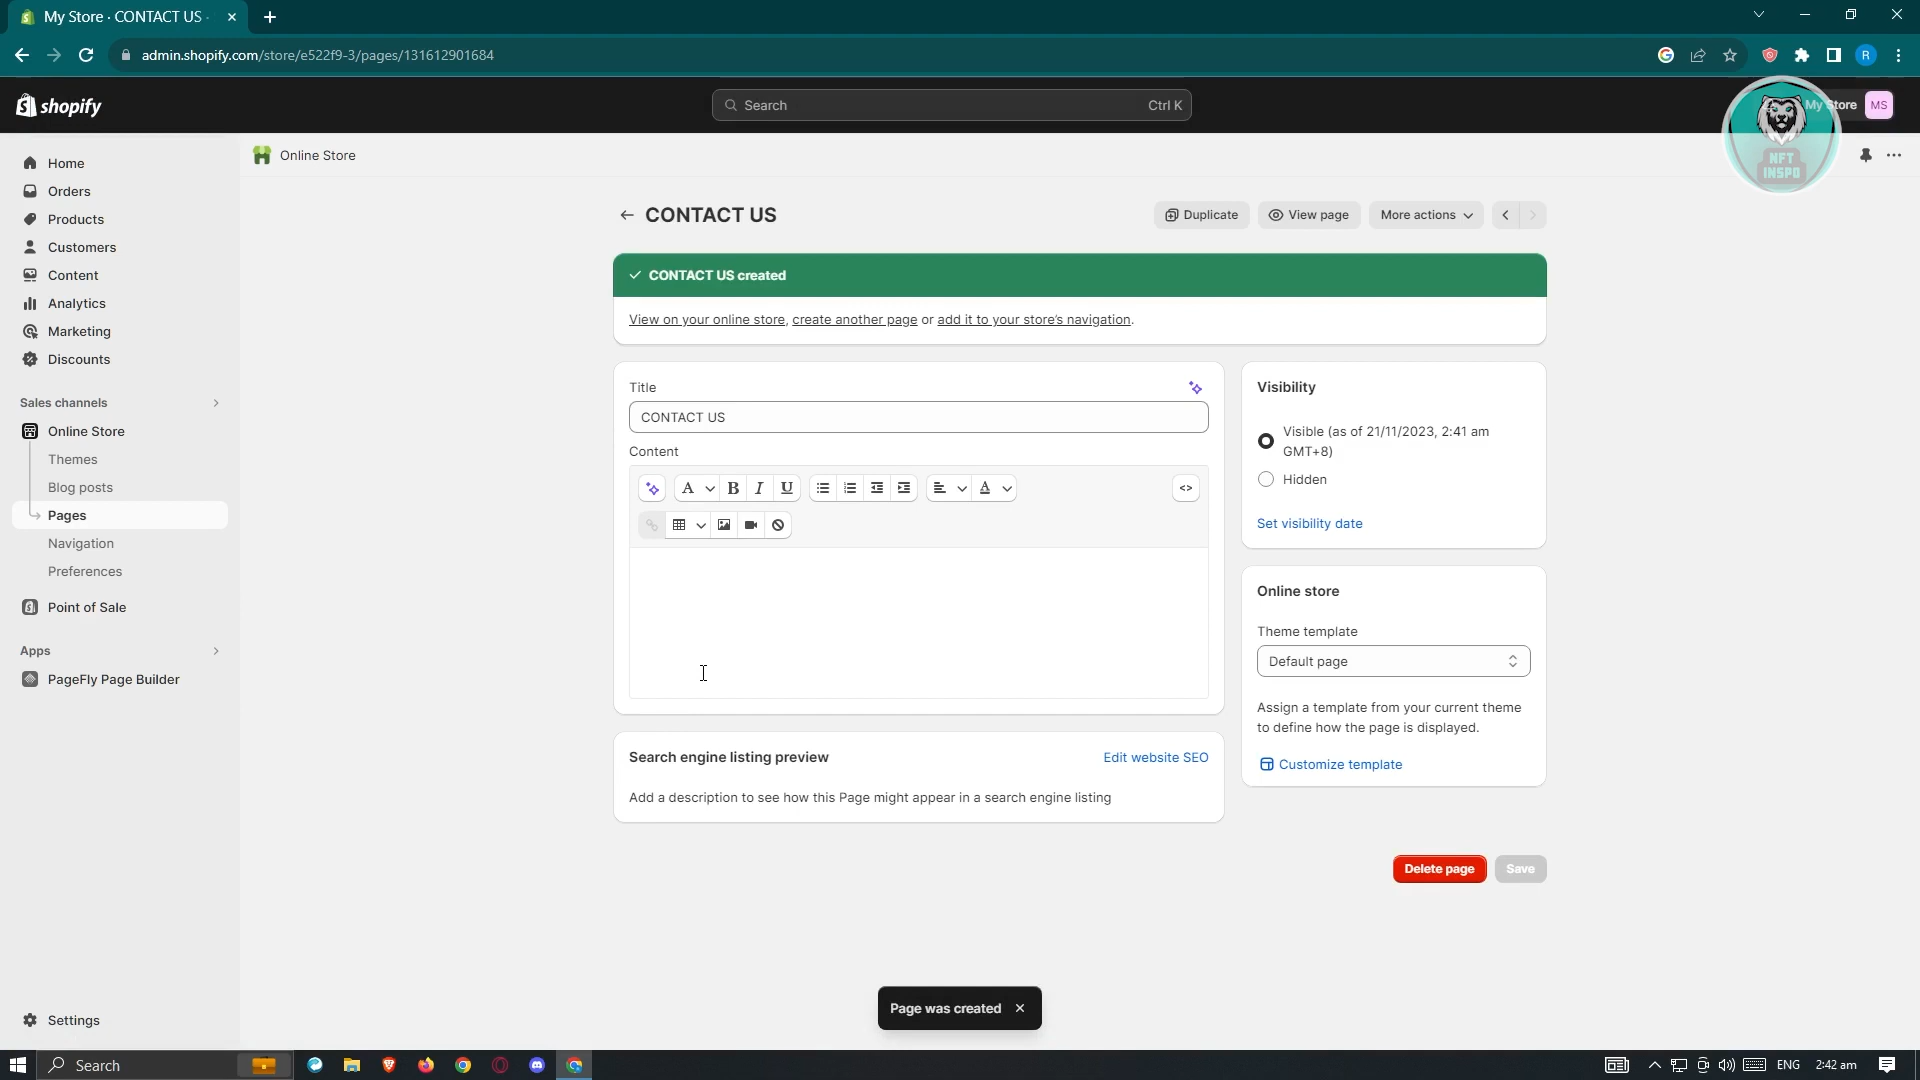 My Store · CONTACT US ·
admin.shopify.com/store/e522f9-3/pages/131612901684
R
shopify
Search
Ctrl K
My Store
MS
NFT
INSPO
Home
Orders
Products
Customers
Content
Analytics
Marketing
Discounts
Sales channels
Online Store
Themes
Blog posts
Pages
Navigation
Preferences
Point of Sale
Apps
PageFly Page Builder
Settings
Online Store
CONTACT US
Duplicate
View page
More actions
CONTACT US created
View on your online store, create another page or add it to your store's navigation.
Title
CONTACT US
Content
A
B
I
U
A
<>
Search engine listing preview
Edit website SEO
Add a description to see how this Page might appear in a search engine listing
Visibility
Visible (as of 21/11/2023, 2:41 am
GMT+8)
Hidden
Set visibility date
Online store
Theme template
Default page
Assign a template from your current theme
to define how the page is displayed.
Customize template
Delete page
Save
Page was created
Search
ENG
2:42 am